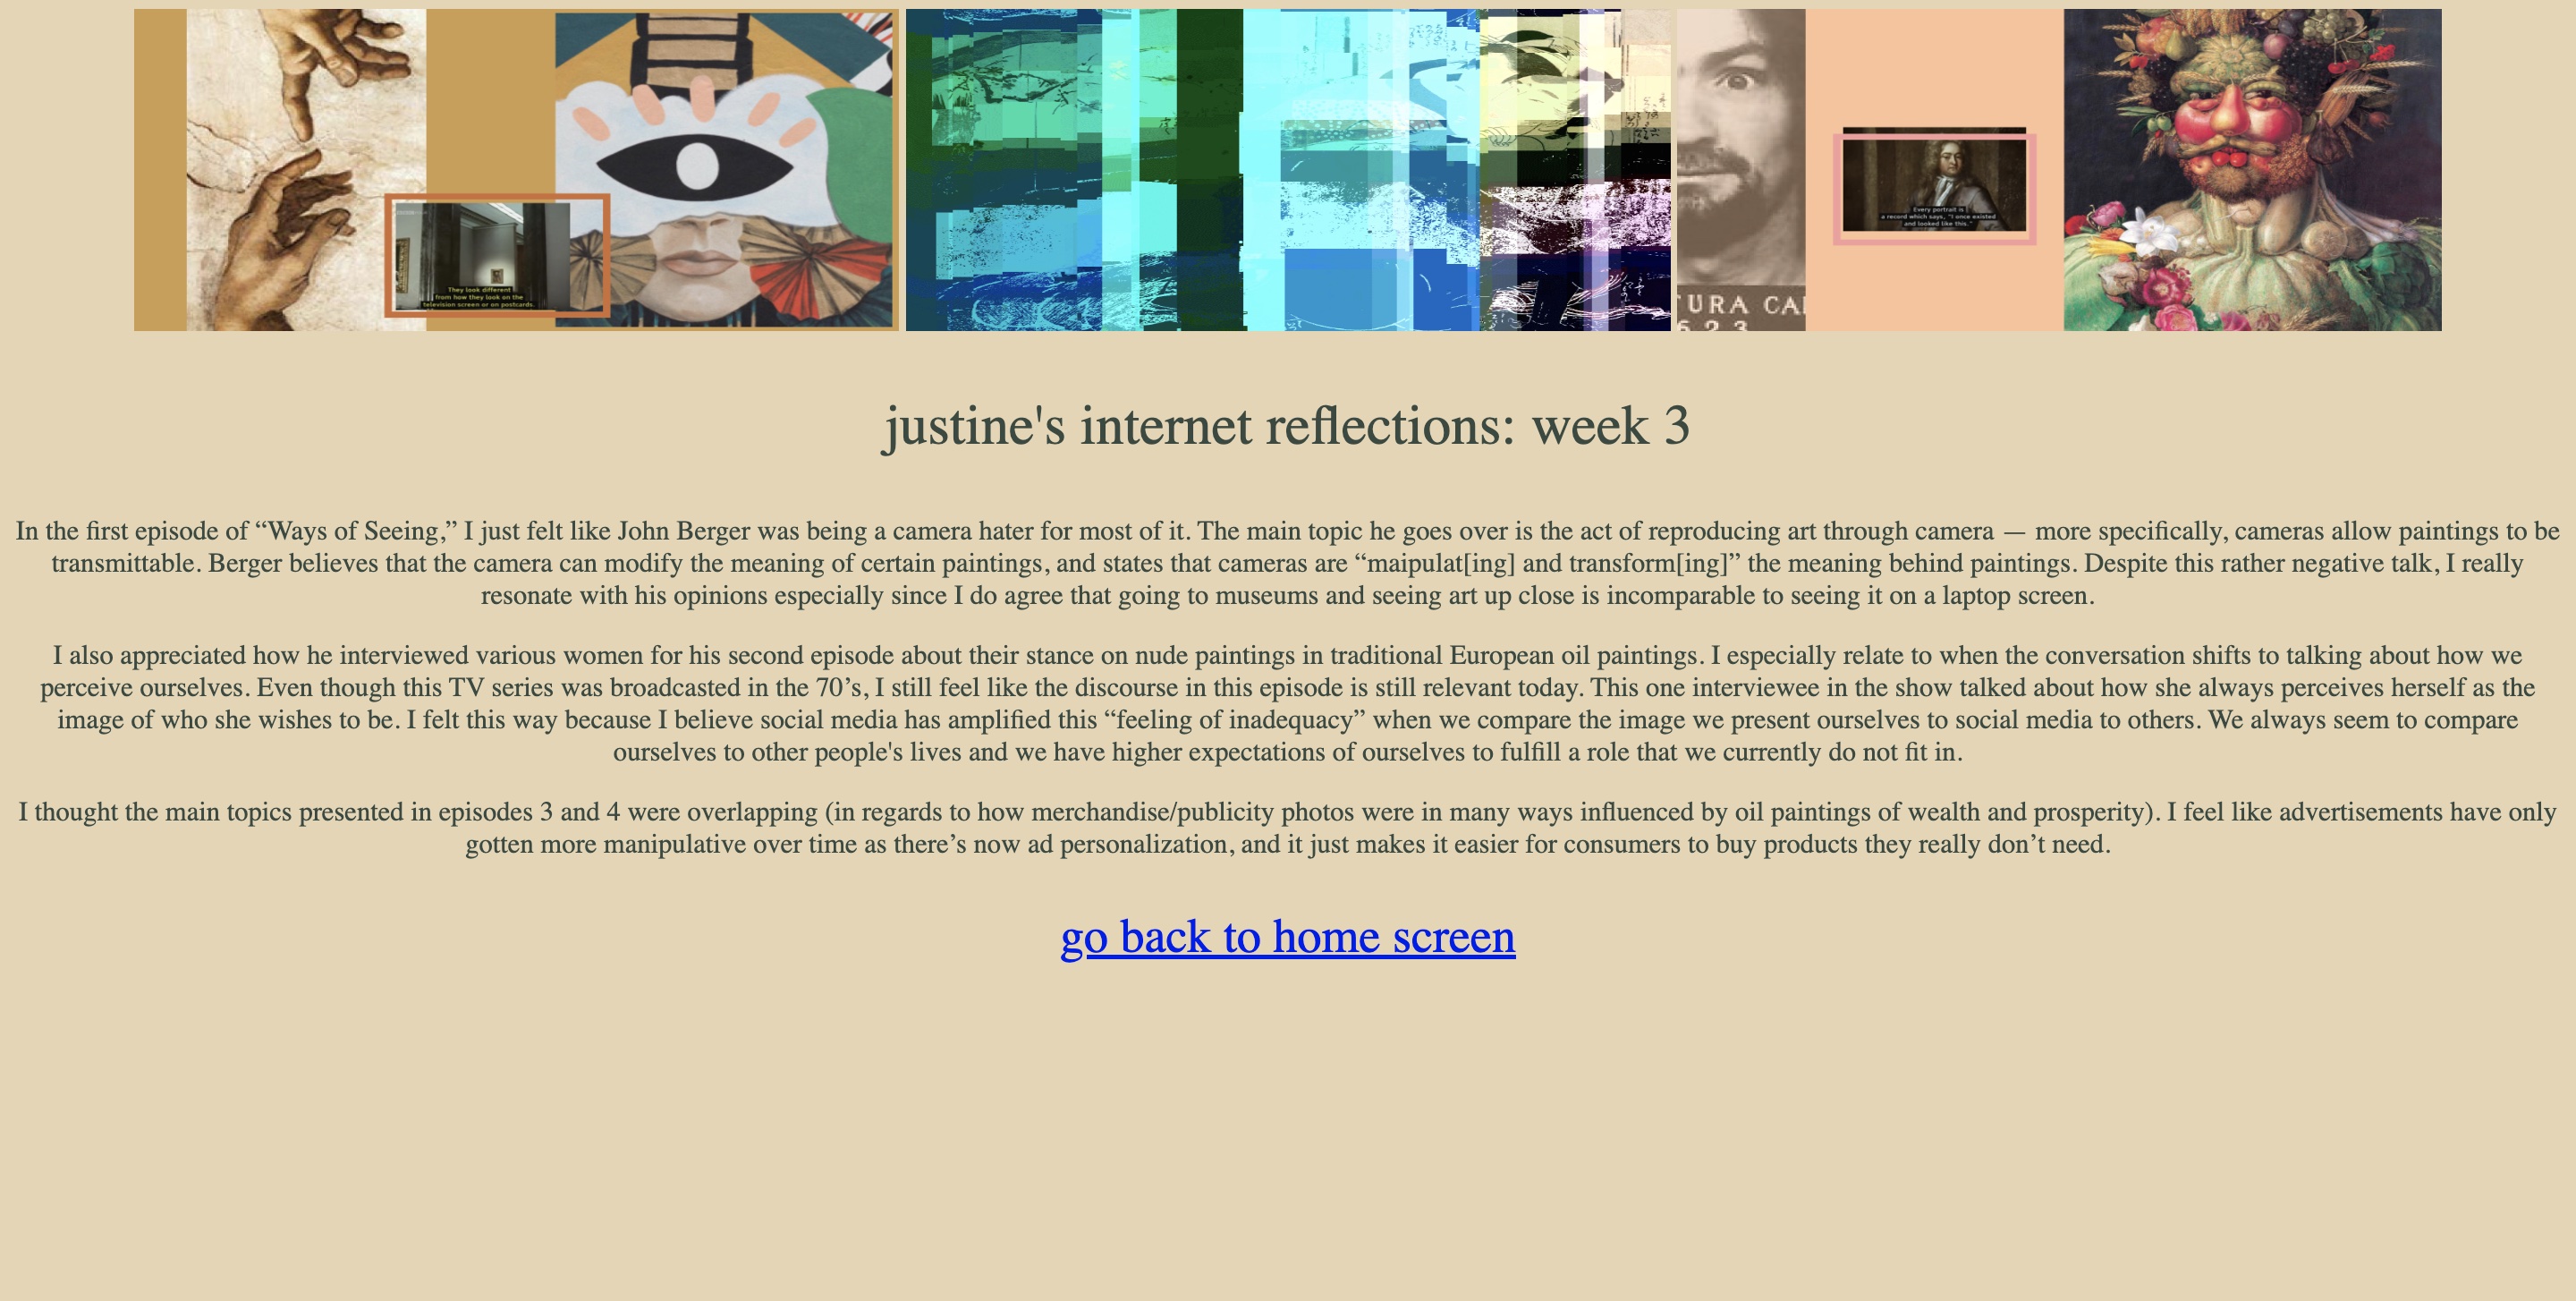 They look different
from how they look on the
television screen or on postcards.
TURA CAL
6 2 3
Every portrait is
a record which says, "I once existed
and looked like this."
justine's internet reflections: week 3
In the first episode of “Ways of Seeing,” I just felt like John Berger was being a camera hater for most of it. The main topic he goes over is the act of reproducing art through camera — more specifically, cameras allow paintings to be
transmittable. Berger believes that the camera can modify the meaning of certain paintings, and states that cameras are “maipulat[ing] and transform[ing]” the meaning behind paintings. Despite this rather negative talk, I really
resonate with his opinions especially since I do agree that going to museums and seeing art up close is incomparable to seeing it on a laptop screen.
I also appreciated how he interviewed various women for his second episode about their stance on nude paintings in traditional European oil paintings. I especially relate to when the conversation shifts to talking about how we
perceive ourselves. Even though this TV series was broadcasted in the 70’s, I still feel like the discourse in this episode is still relevant today. This one interviewee in the show talked about how she always perceives herself as the
image of who she wishes to be. I felt this way because I believe social media has amplified this “feeling of inadequacy” when we compare the image we present ourselves to social media to others. We always seem to compare
ourselves to other people's lives and we have higher expectations of ourselves to fulfill a role that we currently do not fit in.
I thought the main topics presented in episodes 3 and 4 were overlapping (in regards to how merchandise/publicity photos were in many ways influenced by oil paintings of wealth and prosperity). I feel like advertisements have only
gotten more manipulative over time as there’s now ad personalization, and it just makes it easier for consumers to buy products they really don’t need.
go back to home screen